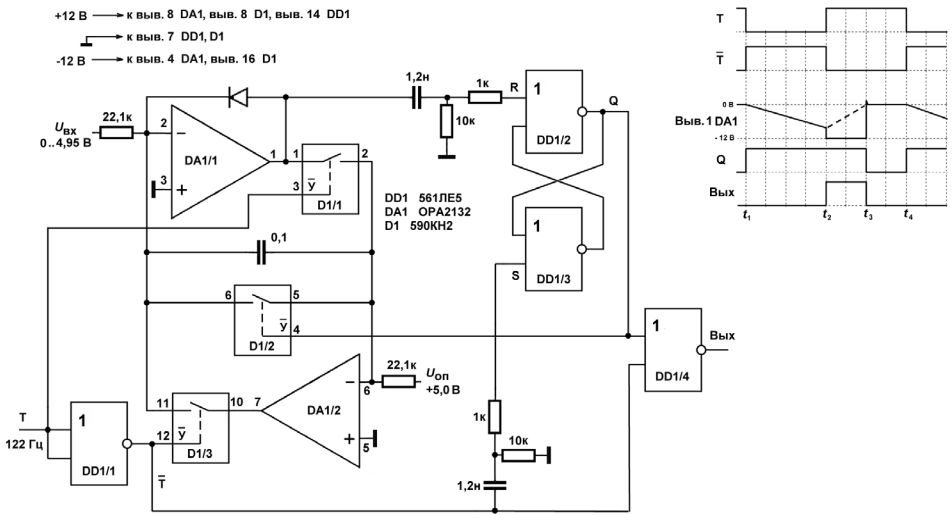 +12 В к выв. 8 DA1, выв. 8 D1, выв. 14 DD1
к выв. 7 DD1, D1
-12 В к выв. 4 DA1, выв. 16 D1
Uвх
0..4,95 В
22,1к
2
−
3
+
DA1/1
1
1
2
3
У̅
D1/1
1,2н
10к
1к
R
1
DD1/2
Q
DD1 561ЛЕ5
DA1 OPA2132
D1 590КН2
0,1
6
5
У̅
4
D1/2
1
DD1/3
S
22,1к
Uоп
+5,0 В
−
6
+
5
DA1/2
7
10
11
12
У̅
D1/3
T
122 Гц
1
DD1/1
T̅
1к
10к
1,2н
1
DD1/4
Вых
T
T̅
0 В
Выв. 1 DA1
- 12 В
Q
Вых
t1 t2 t3 t4